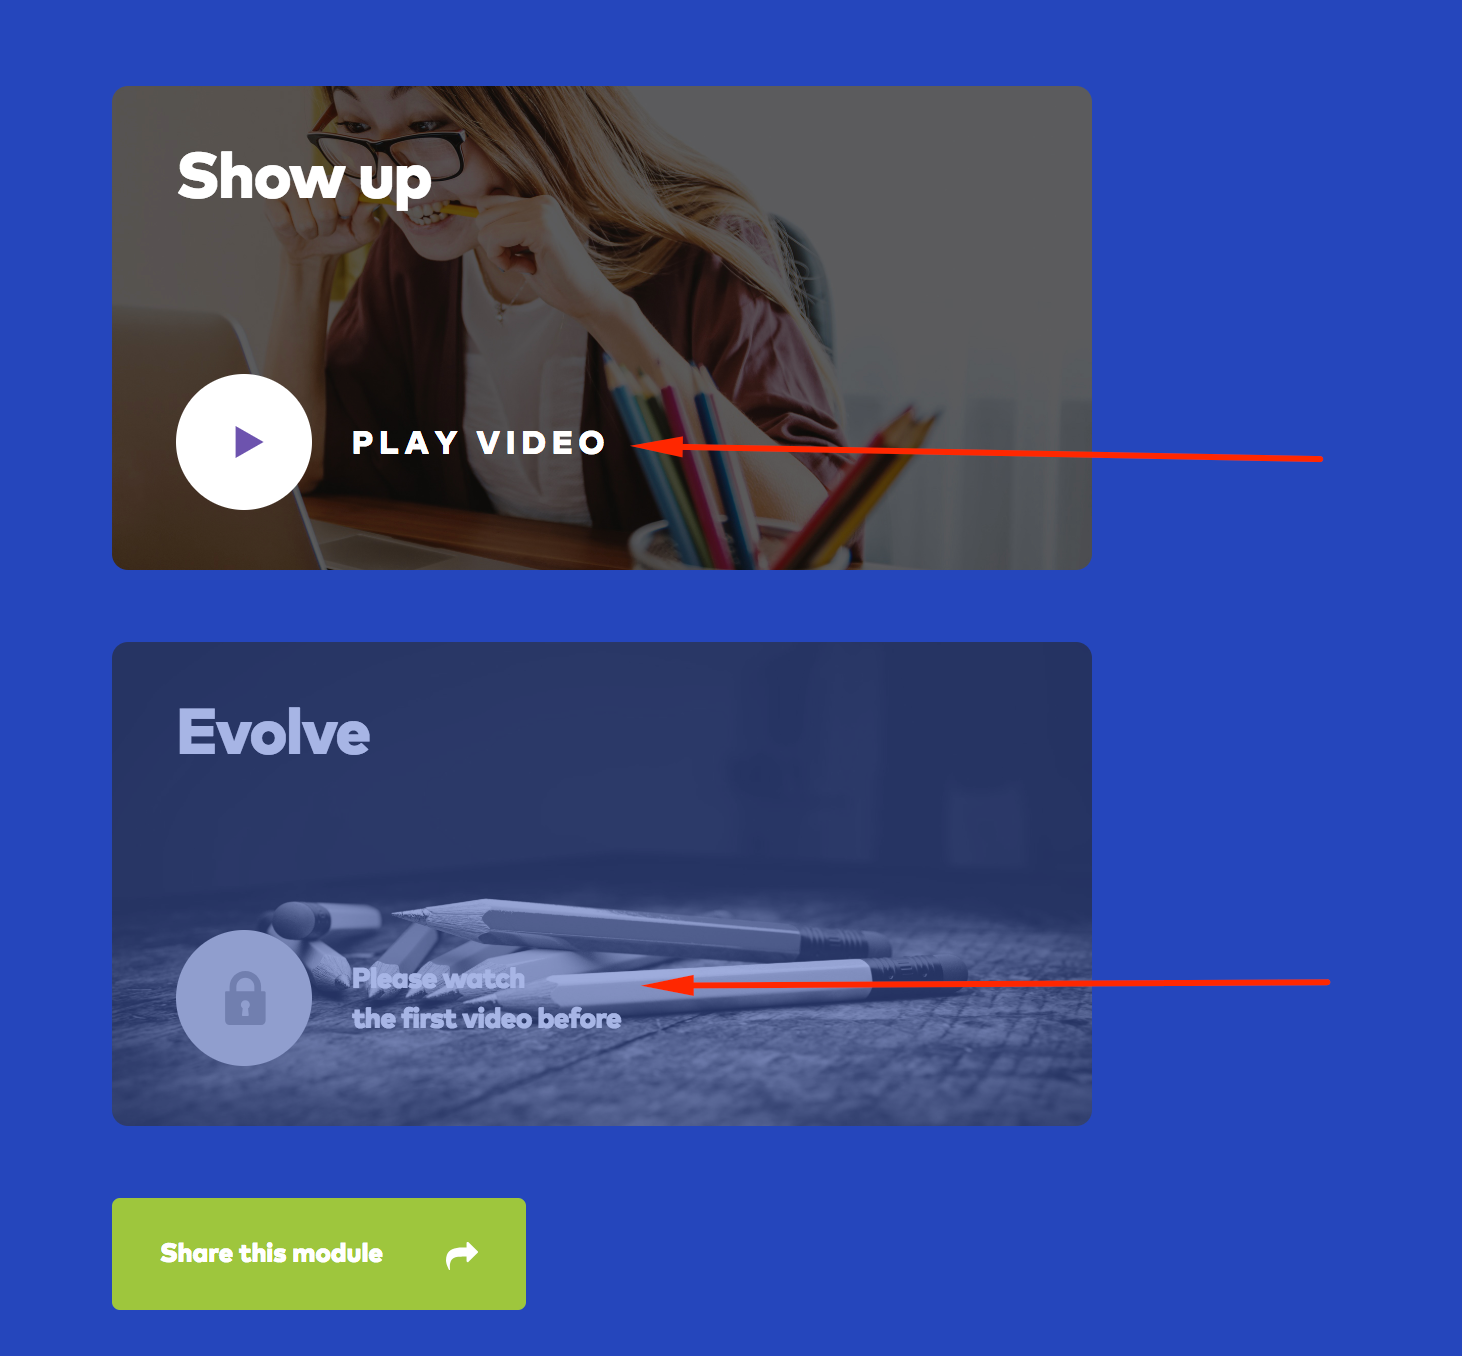 Show up
PLAY VIDEO
Evolve
Please watch
the first video before
Share this module